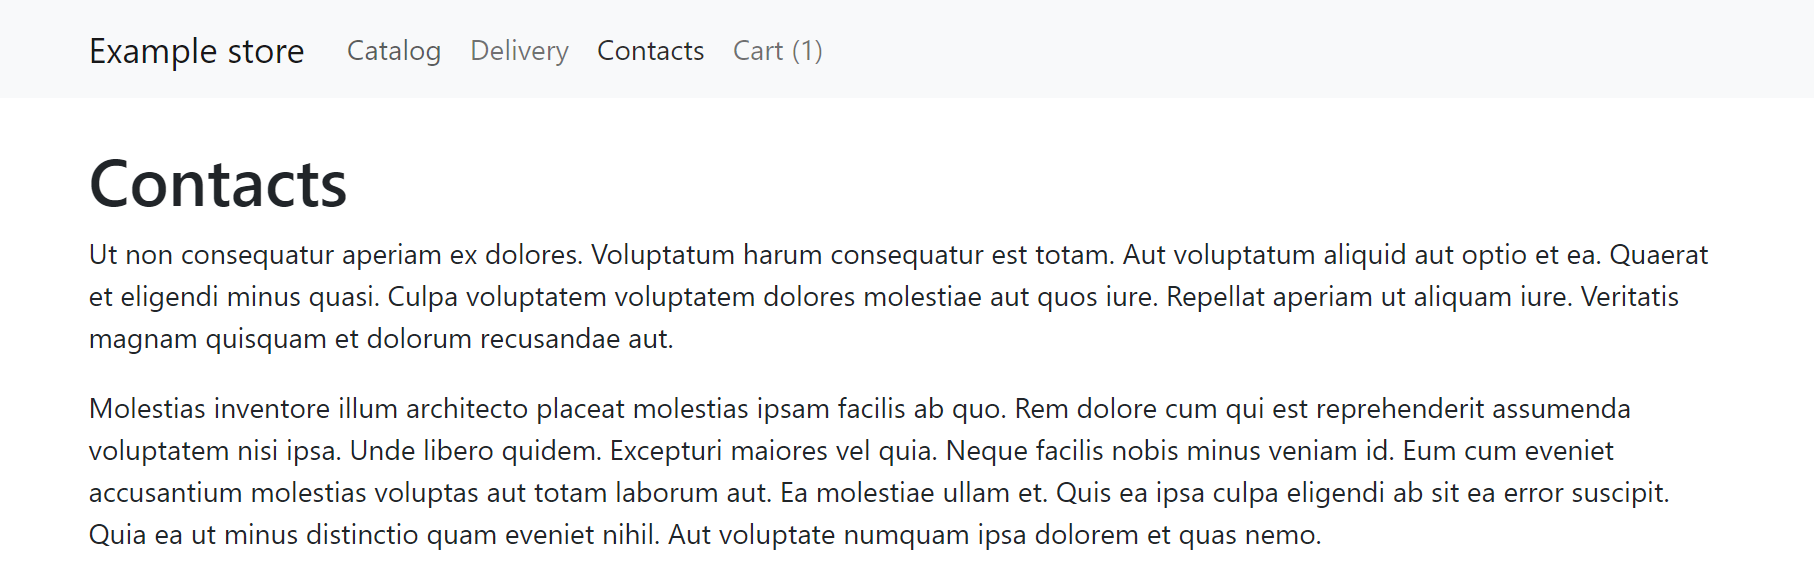 Example store Catalog Delivery Contacts Cart (1)
Contacts
Ut non consequatur aperiam ex dolores. Voluptatum harum consequatur est totam. Aut voluptatum aliquid aut optio et ea. Quaerat
et eligendi minus quasi. Culpa voluptatem voluptatem dolores molestiae aut quos iure. Repellat aperiam ut aliquam iure. Veritatis
magnam quisquam et dolorum recusandae aut.
Molestias inventore illum architecto placeat molestias ipsam facilis ab quo. Rem dolore cum qui est reprehenderit assumenda
voluptatem nisi ipsa. Unde libero quidem. Excepturi maiores vel quia. Neque facilis nobis minus veniam id. Eum cum eveniet
accusantium molestias voluptas aut totam laborum aut. Ea molestiae ullam et. Quis ea ipsa culpa eligendi ab sit ea error suscipit.
Quia ea ut minus distinctio quam eveniet nihil. Aut voluptate numquam ipsa dolorem et quas nemo.